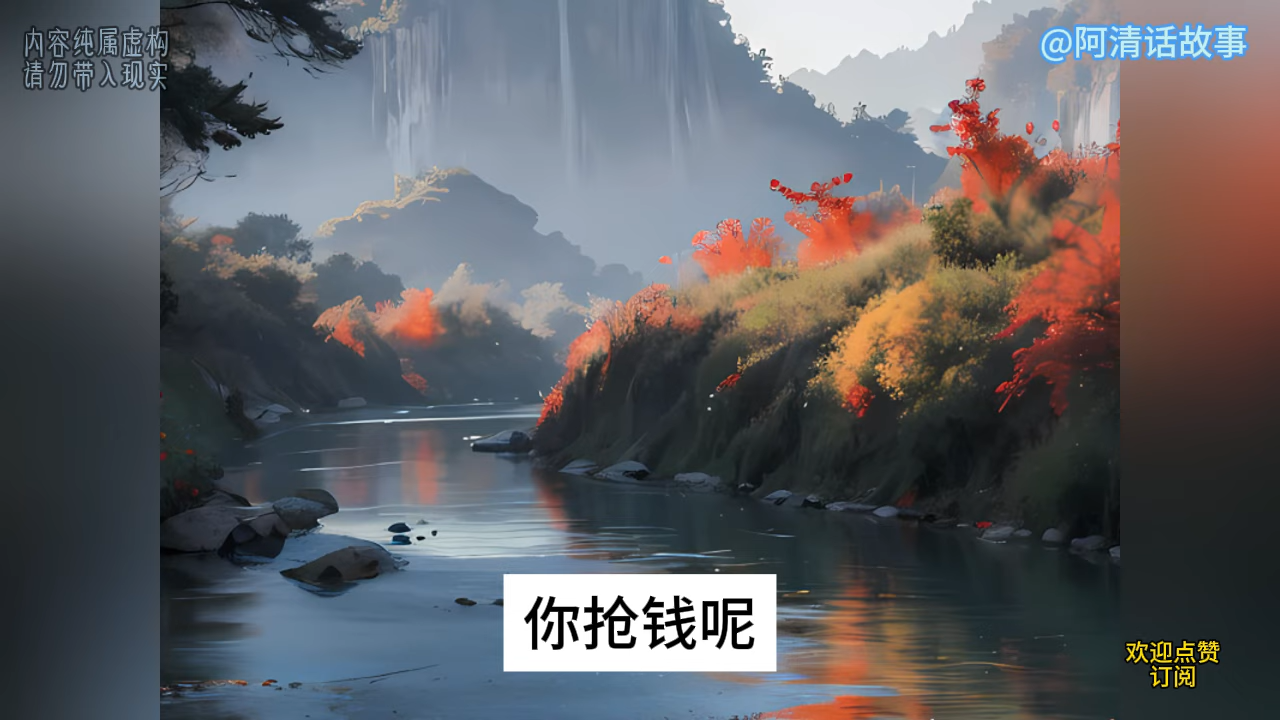 内容纯属虚构
请勿带入现实
@阿清话故事
你抢钱呢
欢迎点赞
订阅